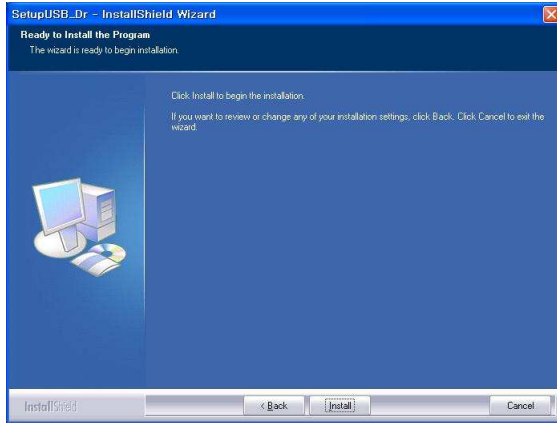 SetupUSB_Dr - InstallShield Wizard
Ready to Install the Program
The wizard is ready to begin installation.
Click Install to begin the installation.
If you want to review or change any of your installation settings, click Back. Click Cancel to exit the
wizard.
InstallShield
< Back
Install
Cancel